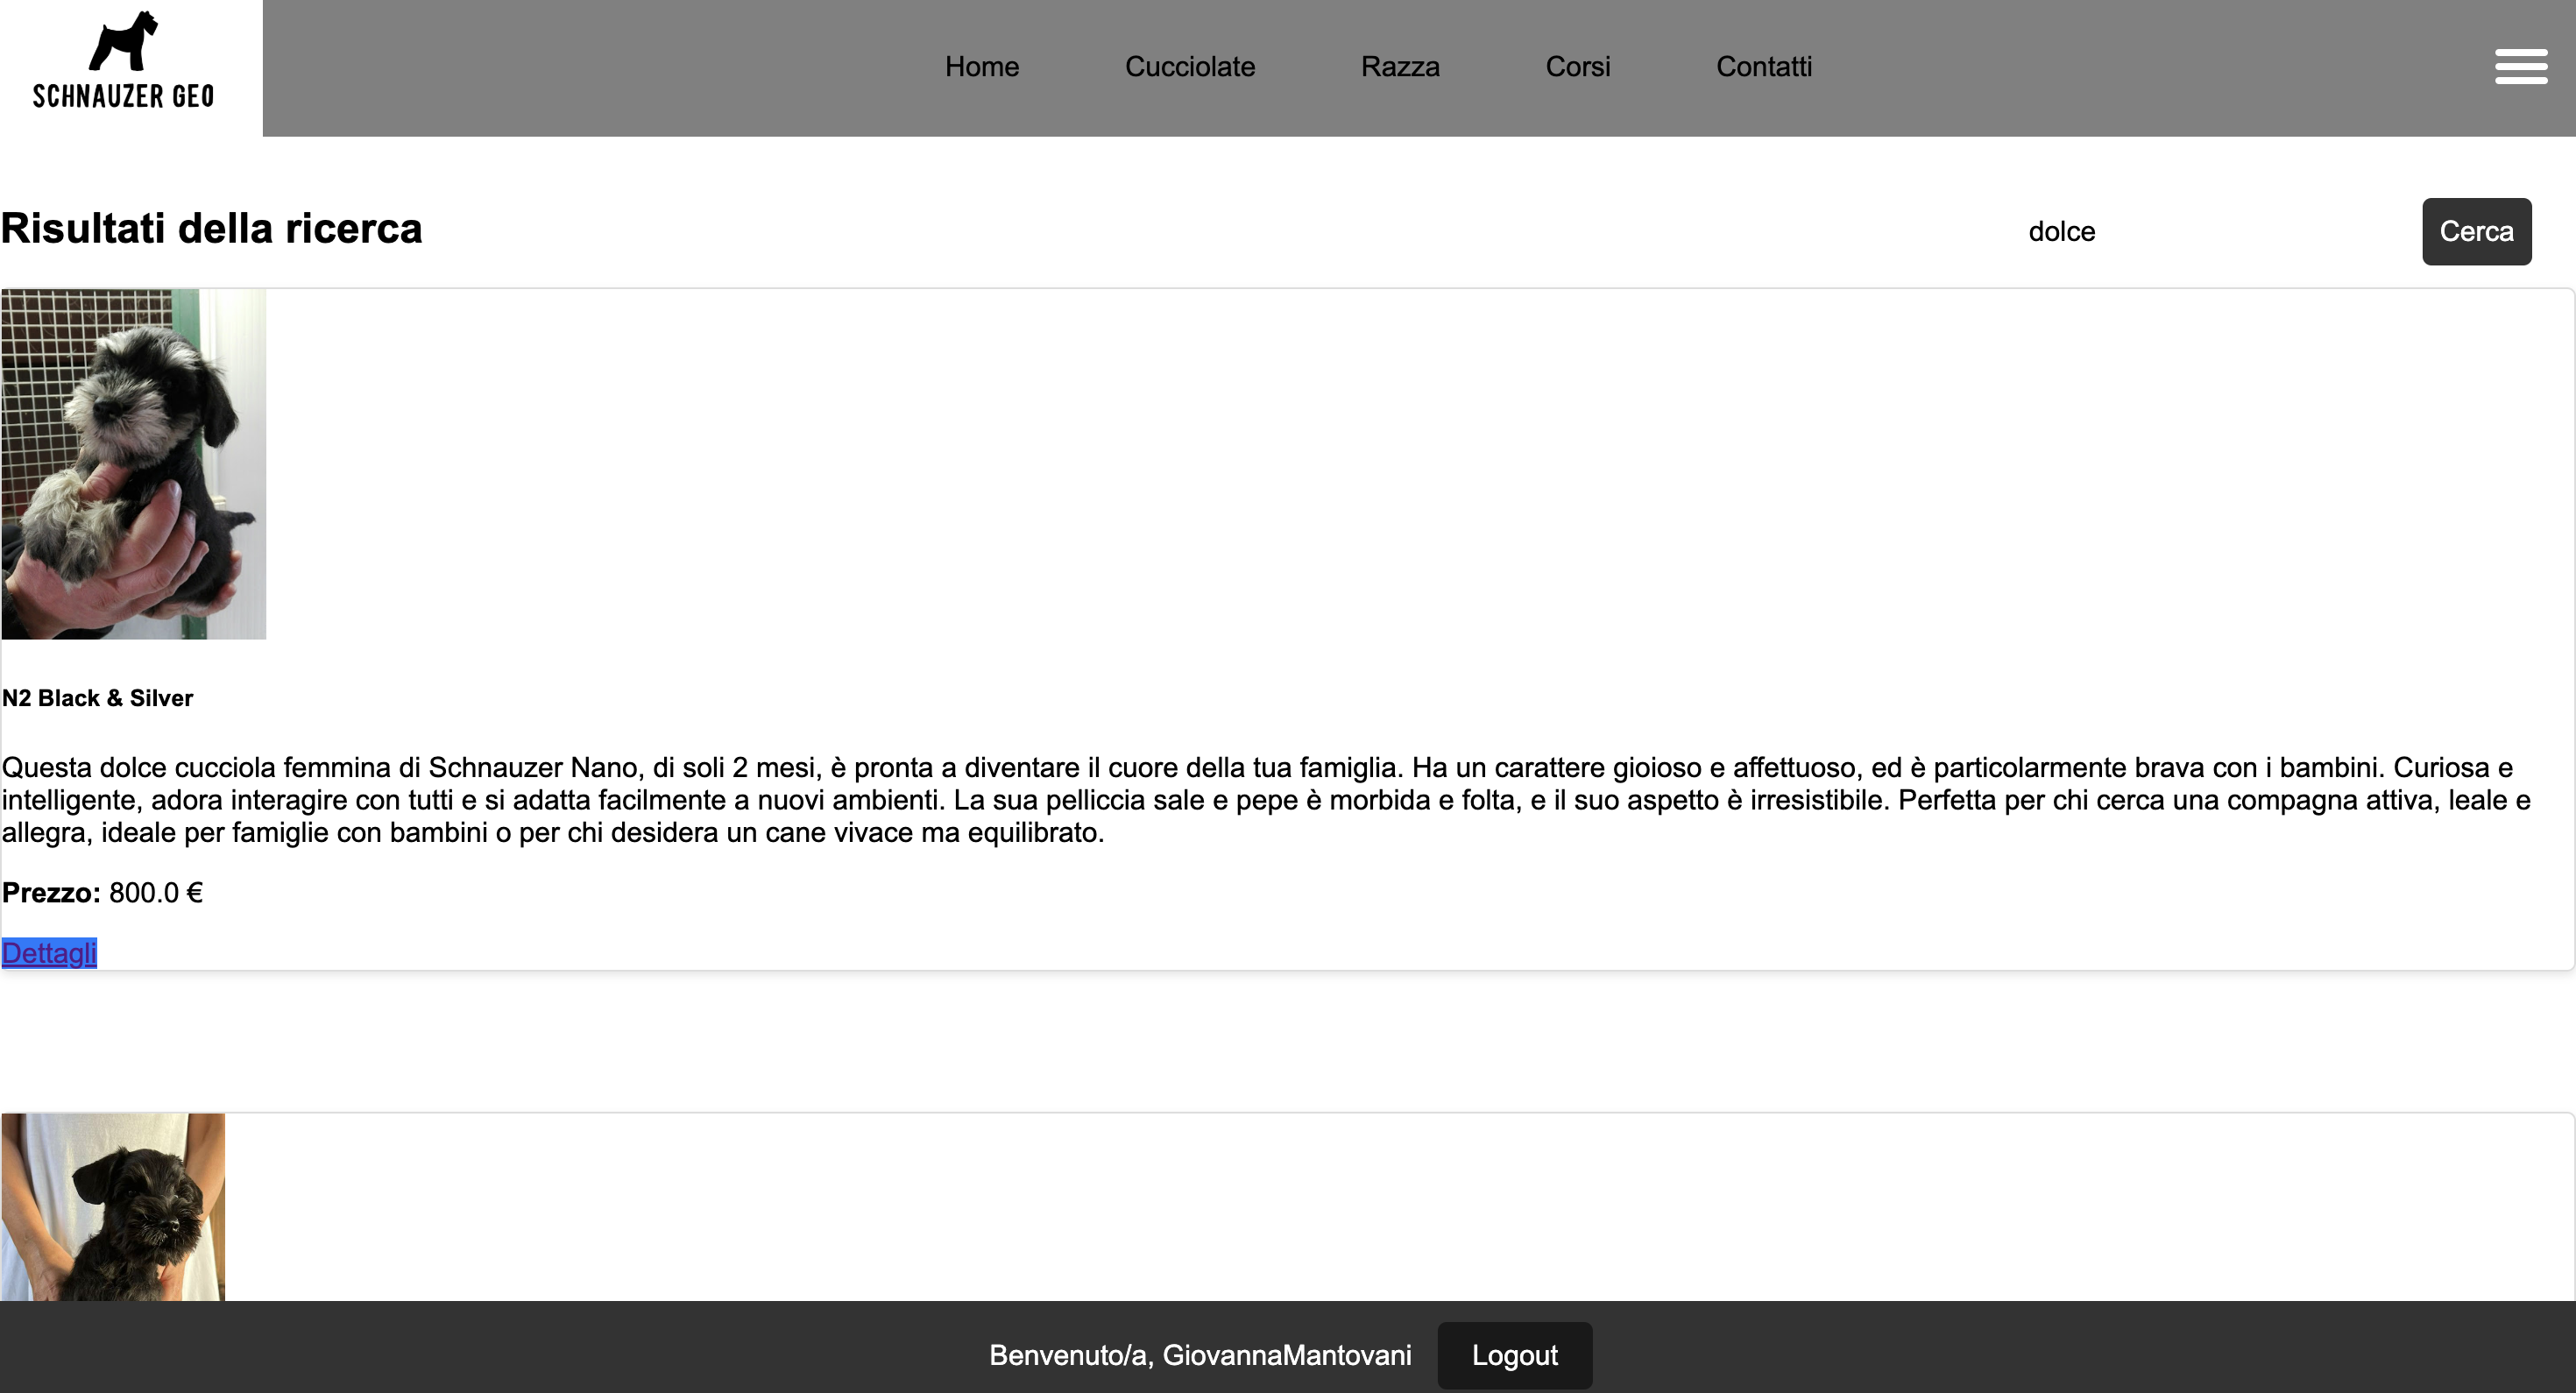 SCHNAUZER GEO
Home Cucciolate Razza Corsi Contatti
Risultati della ricerca
dolce
Cerca
N2 Black & Silver
Questa dolce cucciola femmina di Schnauzer Nano, di soli 2 mesi, è pronta a diventare il cuore della tua famiglia. Ha un carattere gioioso e affettuoso, ed è particolarmente brava con i bambini. Curiosa e
intelligente, adora interagire con tutti e si adatta facilmente a nuovi ambienti. La sua pelliccia sale e pepe è morbida e folta, e il suo aspetto è irresistibile. Perfetta per chi cerca una compagna attiva, leale e
allegra, ideale per famiglie con bambini o per chi desidera un cane vivace ma equilibrato.
Prezzo: 800.0 €
Dettagli
Benvenuto/a, GiovannaMantovani
Logout